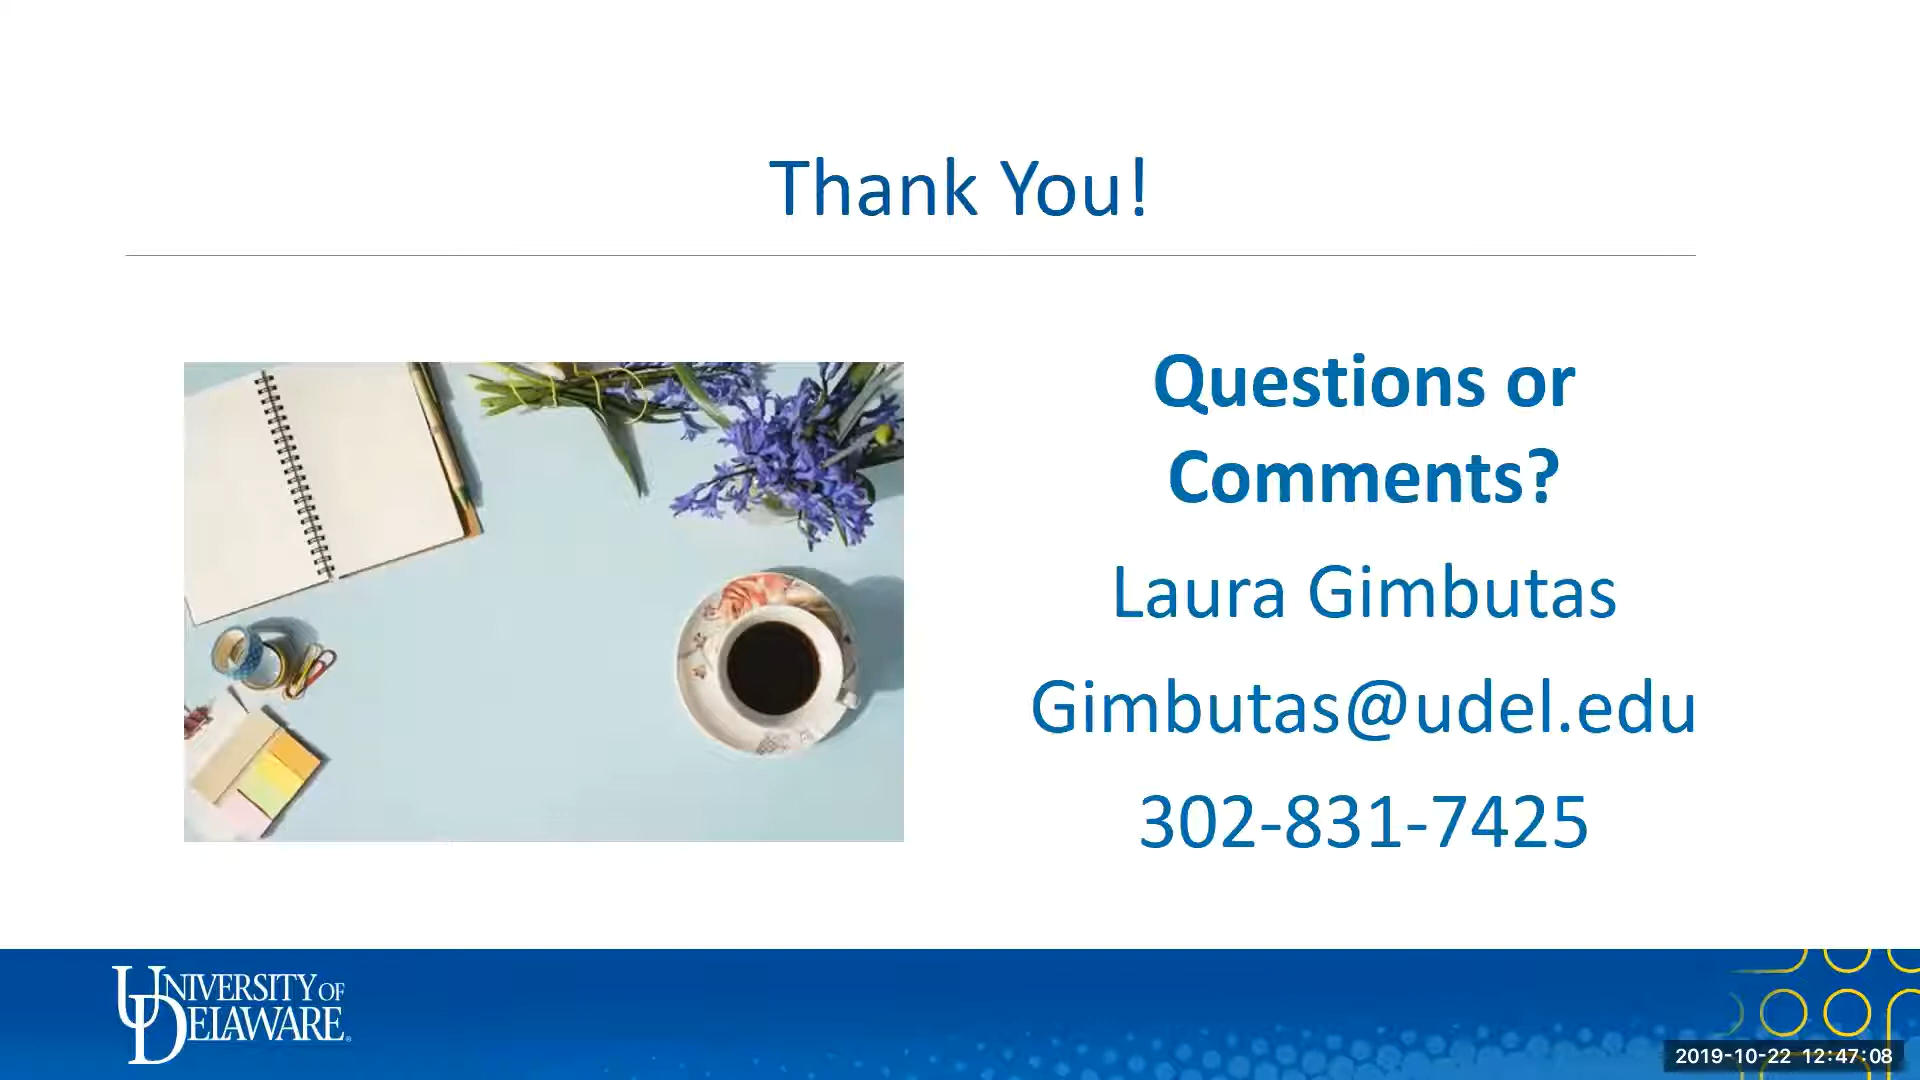 Thank You!
Questions or
Comments?
Laura Gimbutas
Gimbutas@udel.edu
302-831-7425
UNIVERSITY OF
DELAWARE®
2019-10-22 12:47:08